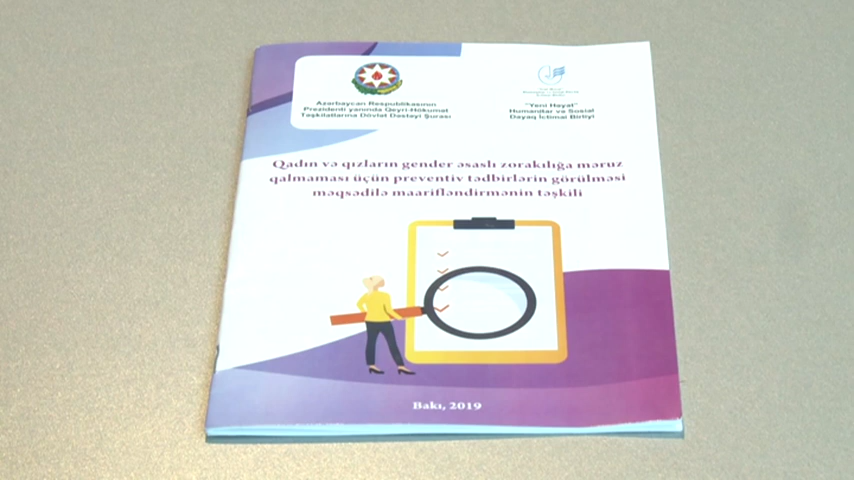 Azərbaycan Respublikasının
Prezidenti yanında Qeyri-Hökumət
Təşkilatlarına Dövlət Dəstəyi Şurası
"Yeni Həyat"
Humanitar və Sosial
Dayaq İctimai Birliyi
Qadın və qızların gender əsaslı zorakılığa məruz
qalmaması üçün preventiv tədbirlərin görülməsi
məqsədilə maarifləndirmənin təşkili
Bakı, 2019